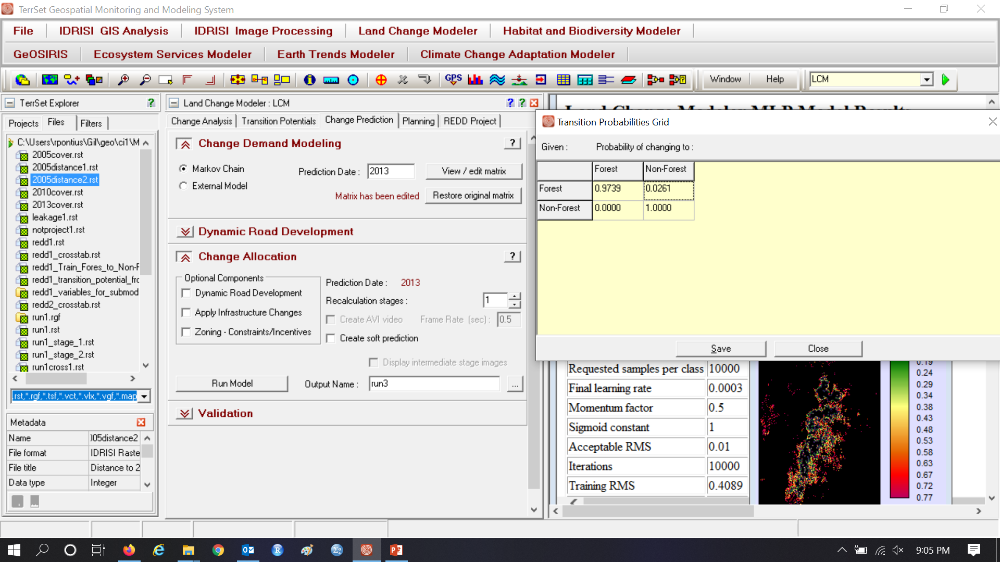 TerrSet Geospatial Monitoring and Modeling System
File IDRISI GIS Analysis IDRISI Image Processing Land Change Modeler Habitat and Biodiversity Modeler
GeOSIRIS Ecosystem Services Modeler Earth Trends Modeler Climate Change Adaptation Modeler
GPS Window Help LCM
TerrSet Explorer ?
Projects Files Filters
C:\Users\rpontius\Gil\geo\ci1\M
2005cover.rst
2005distance1.rst
2005distance2.rst
2010cover.rst
2013cover.rst
leakage1.rst
notproject1.rst
redd1.rst
redd1_crosstab.rst
redd1_Train_Fores_to_Non-F
redd1_transition_potential_frc
redd1_variables_for_submod
redd2_crosstab.rst
run1.rgf
run1.rst
run1_stage_1.rst
run1_stage_2.rst
run1cross1.rst
.rst,*.rgf,*.tsf,*.vct,*.vlx,*.vgf,*.map
Metadata
Name )05distance2
File format IDRISI Raste
File title Distance to 2
Data type Integer
Land Change Modeler : LCM ? ?
Change Analysis Transition Potentials Change Prediction Planning REDD Project
Change Demand Modeling ?
Markov Chain Prediction Date : 2013 View / edit matrix
External Model
Matrix has been edited Restore original matrix
Dynamic Road Development
Change Allocation ?
Optional Components
Dynamic Road Development
Apply Infrastructure Changes
Zoning - Constraints/Incentives
Prediction Date : 2013
Recalculation stages : 1
Create AVI video Frame Rate (sec) : 0.5
Create soft prediction
Display intermediate stage images
Run Model Output Name : run3 ...
Validation
Land Change Modeler MLP Model Result
Transition Probabilities Grid
Given : Probability of changing to :
Forest Non-Forest
Forest 0.9739 0.0261
Non-Forest 0.0000 1.0000
Save Close
Requested samples per class 10000
Final learning rate 0.0003
Momentum factor 0.5
Sigmoid constant 1
Acceptable RMS 0.01
Iterations 10000
Training RMS 0.4089
0.19
0.24
0.29
0.34
0.38
0.43
0.48
0.53
0.58
0.63
0.67
0.72
0.77
9:05 PM